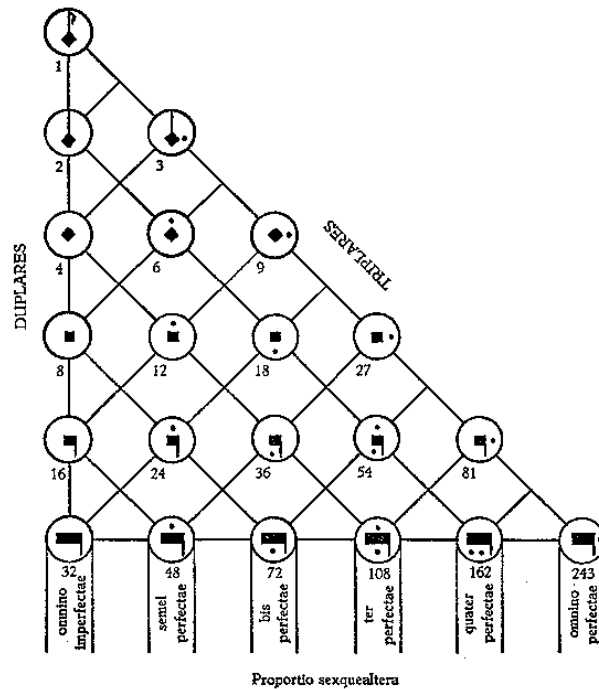 1
2 3
4 6 9
DUPLARES
TRIPLARES
8 12 18 27
16 24 36 54 81
32 48 72 108 162 243
omnino imperfectae
semel perfectae
bis perfectae
ter perfectae
quater perfectae
omnino perfectae
Proportio sexquealtera